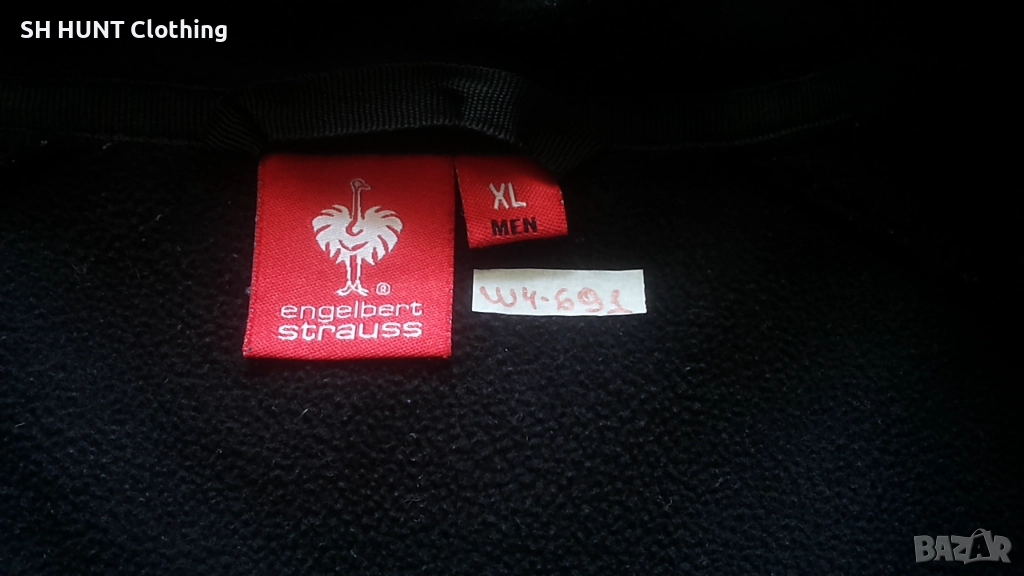 SH HUNT Clothing
XL
MEN
W4-691
®
engelbert
strauss
BAZAR